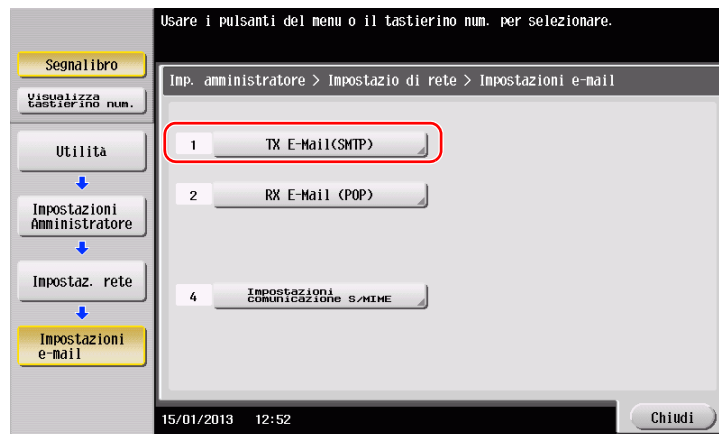 Usare i pulsanti del menu o il tastierino num. per selezionare.
Segnalibro
Visualizza
tastierino num.
Utilità
Impostazioni
Amministratore
Impostaz. rete
Impostazioni
e-mail
Imp. amministratore > Impostazio di rete > Impostazioni e-mail
1 TX E-Mail(SMTP)
2 RX E-Mail (POP)
4 Impostazioni
comunicazione S/MIME
15/01/2013 12:52
Chiudi